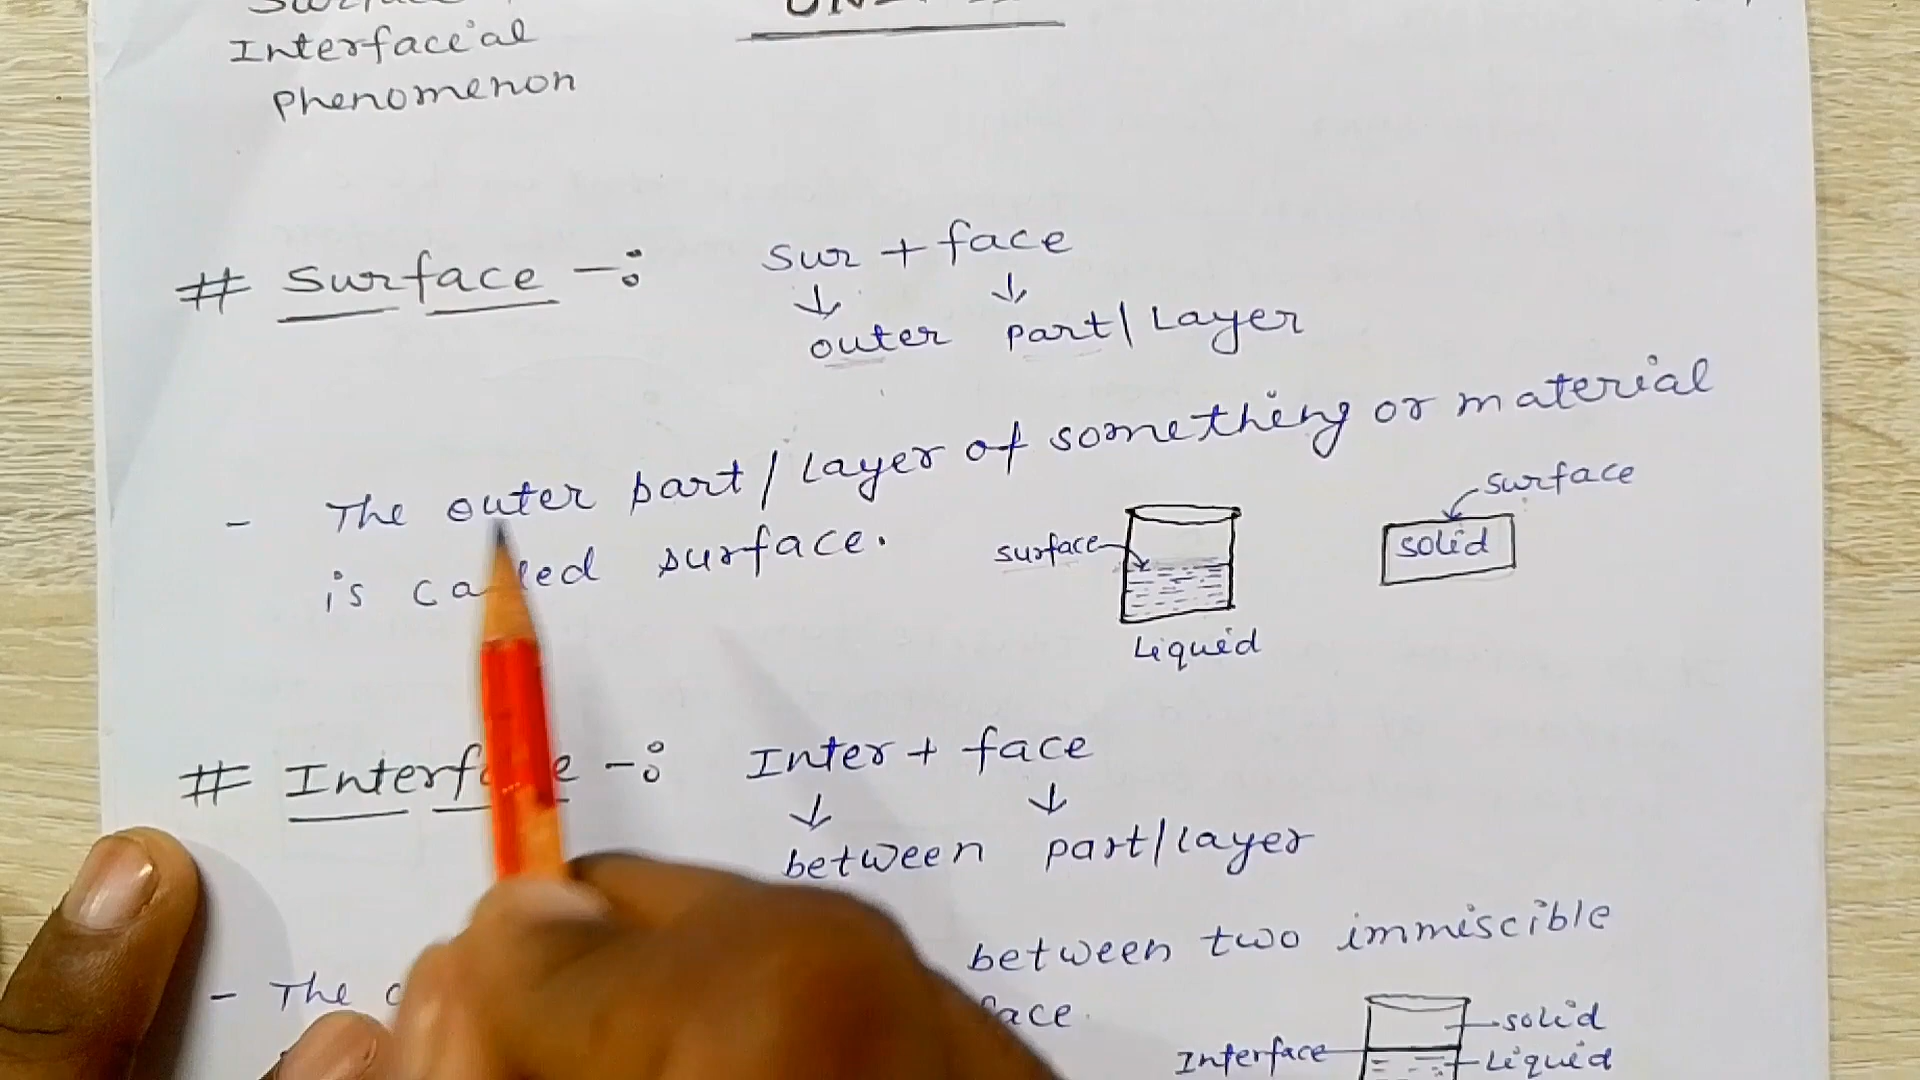 Interfacial
Phenomenon
# Surface -: Sur + face
↓ ↓
outer part/Layer
- The outer part/Layer of something or material
is called surface.
surface
Liquid
surface
solid
# Interface -: Inter + face
↓ ↓
between part/layer
- The between two immiscible
face.
Interface
solid
Liquid